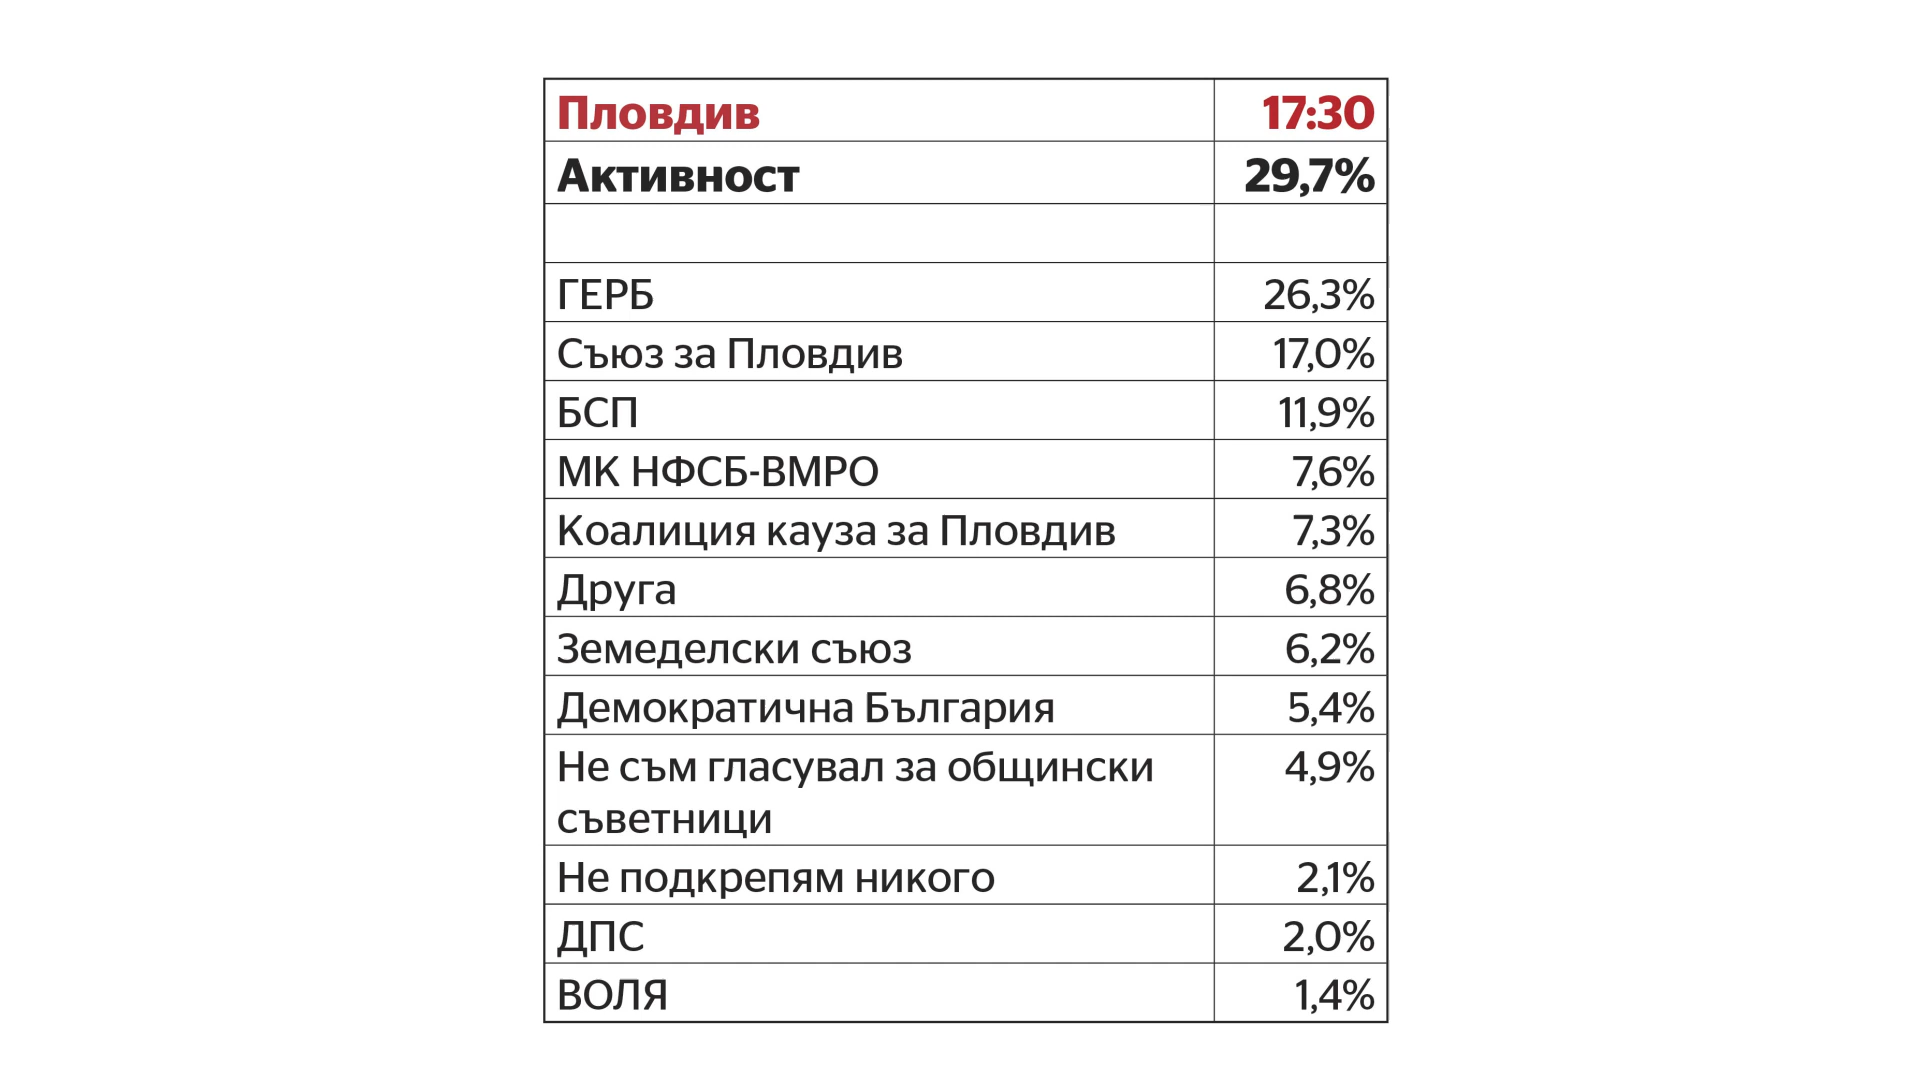 Пловдив 17:30
Активност 29,7%
ГЕРБ 26,3%
Съюз за Пловдив 17,0%
БСП 11,9%
МК НФСБ-ВМРО 7,6%
Коалиция кауза за Пловдив 7,3%
Друга 6,8%
Земеделски съюз 6,2%
Демократична България 5,4%
Не съм гласувал за общински 4,9%
съветници
Не подкрепям никого 2,1%
ДПС 2,0%
ВОЛЯ 1,4%